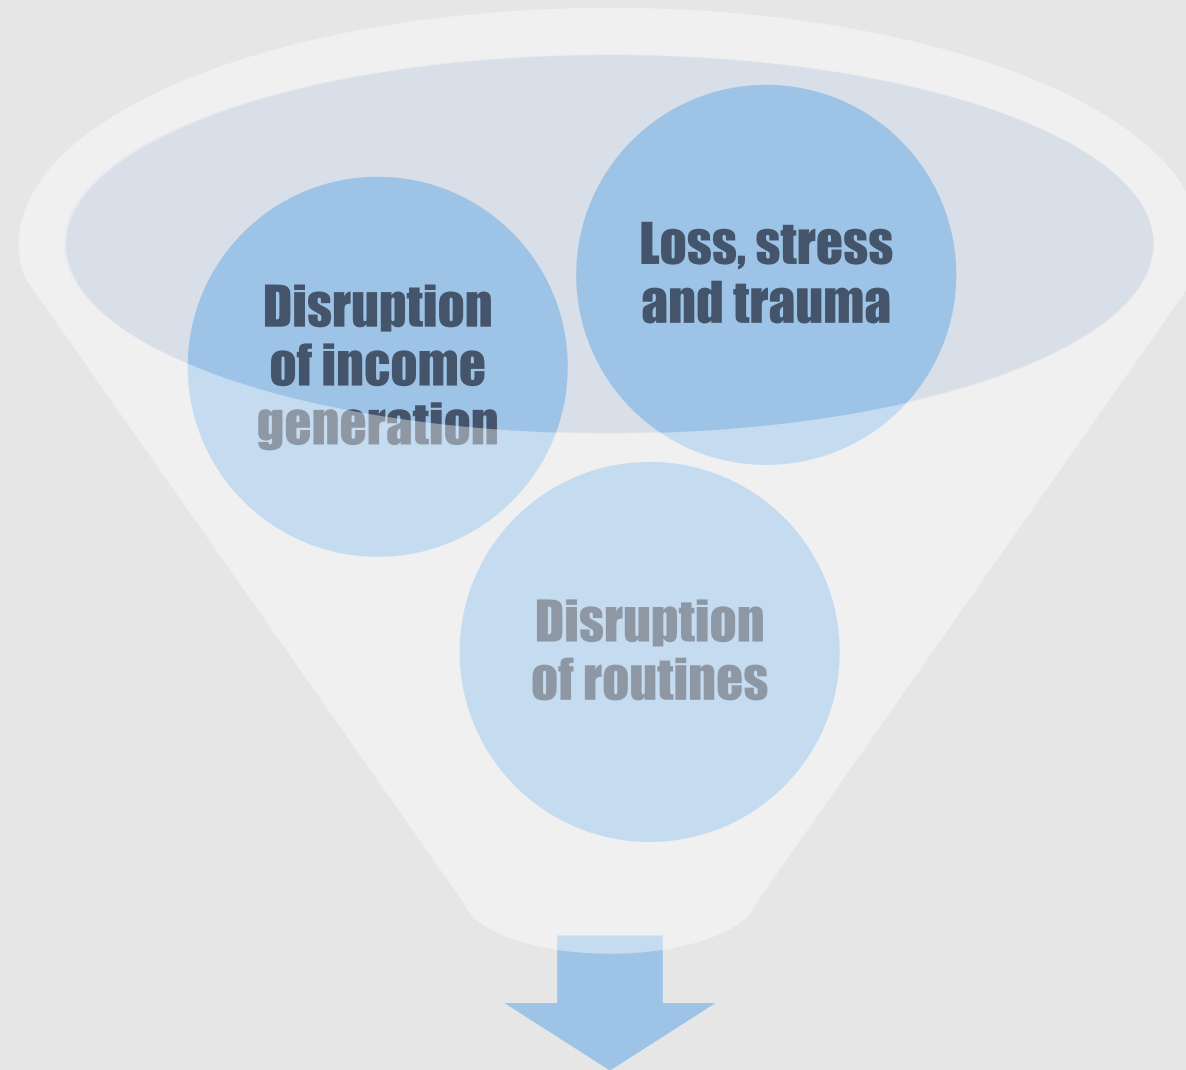 Loss, stress
and trauma
Disruption
of income
generation
Disruption
of routines